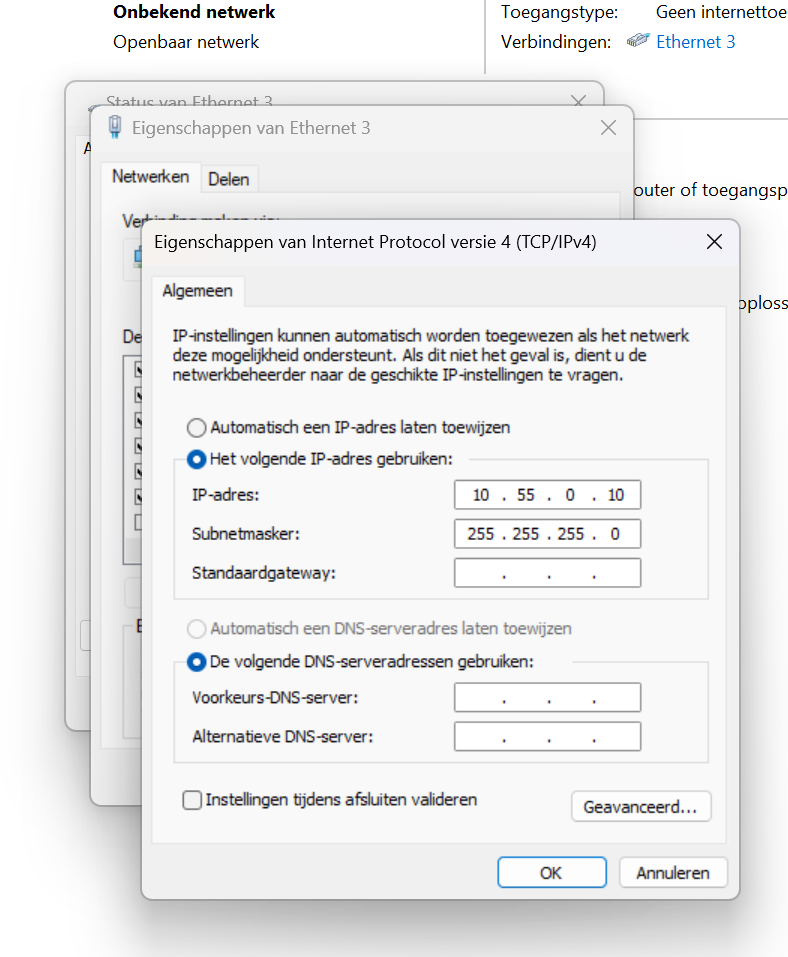 Onbekend netwerk
Openbaar netwerk
Toegangstype: Geen internettoe
Verbindingen: Ethernet 3
Status van Ethernet 3
Eigenschappen van Ethernet 3
Netwerken
Delen
outer of toegangsp
oploss
Eigenschappen van Internet Protocol versie 4 (TCP/IPv4)
Algemeen
IP-instellingen kunnen automatisch worden toegewezen als het netwerk
deze mogelijkheid ondersteunt. Als dit niet het geval is, dient u de
netwerkbeheerder naar de geschikte IP-instellingen te vragen.
Automatisch een IP-adres laten toewijzen
Het volgende IP-adres gebruiken:
IP-adres: 10 . 55 . 0 . 10
Subnetmasker: 255 . 255 . 255 . 0
Standaardgateway: . . .
Automatisch een DNS-serveradres laten toewijzen
De volgende DNS-serveradressen gebruiken:
Voorkeurs-DNS-server: . . .
Alternatieve DNS-server: . . .
Instellingen tijdens afsluiten valideren
Geavanceerd...
OK
Annuleren